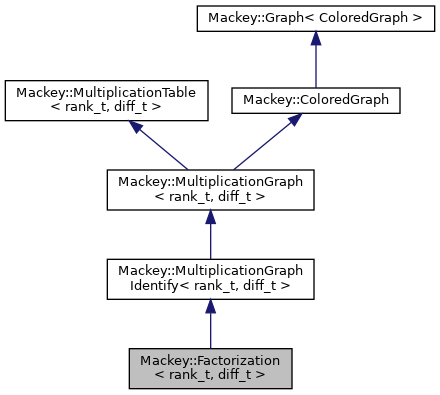 Mackey::Graph< ColoredGraph >
Mackey::MultiplicationTable
< rank_t, diff_t >
Mackey::ColoredGraph
Mackey::MultiplicationGraph
< rank_t, diff_t >
Mackey::MultiplicationGraph
Identify< rank_t, diff_t >
Mackey::Factorization
< rank_t, diff_t >